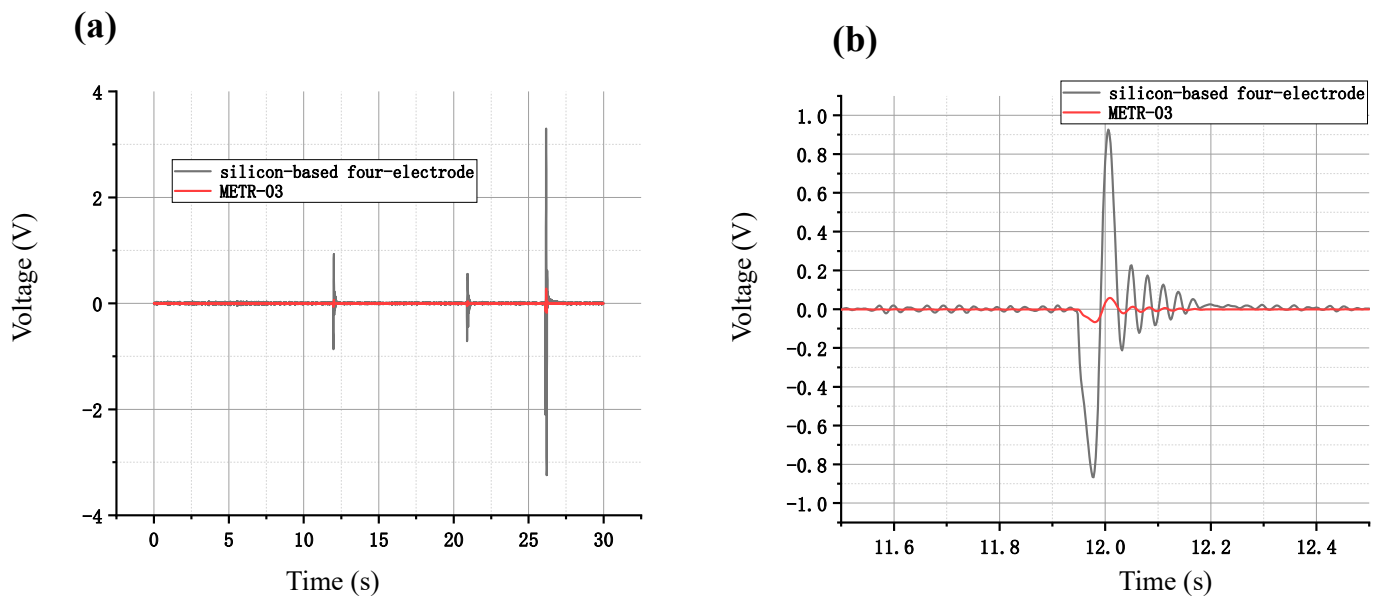 (a)
silicon-based four-electrode
METR-03
Voltage (V)
4
2
0
-2
-4
0 5 10 15 20 25 30
Time (s)
(b)
silicon-based four-electrode
METR-03
Voltage (V)
1.0
0.8
0.6
0.4
0.2
0.0
-0.2
-0.4
-0.6
-0.8
-1.0
11.6 11.8 12.0 12.2 12.4
Time (s)